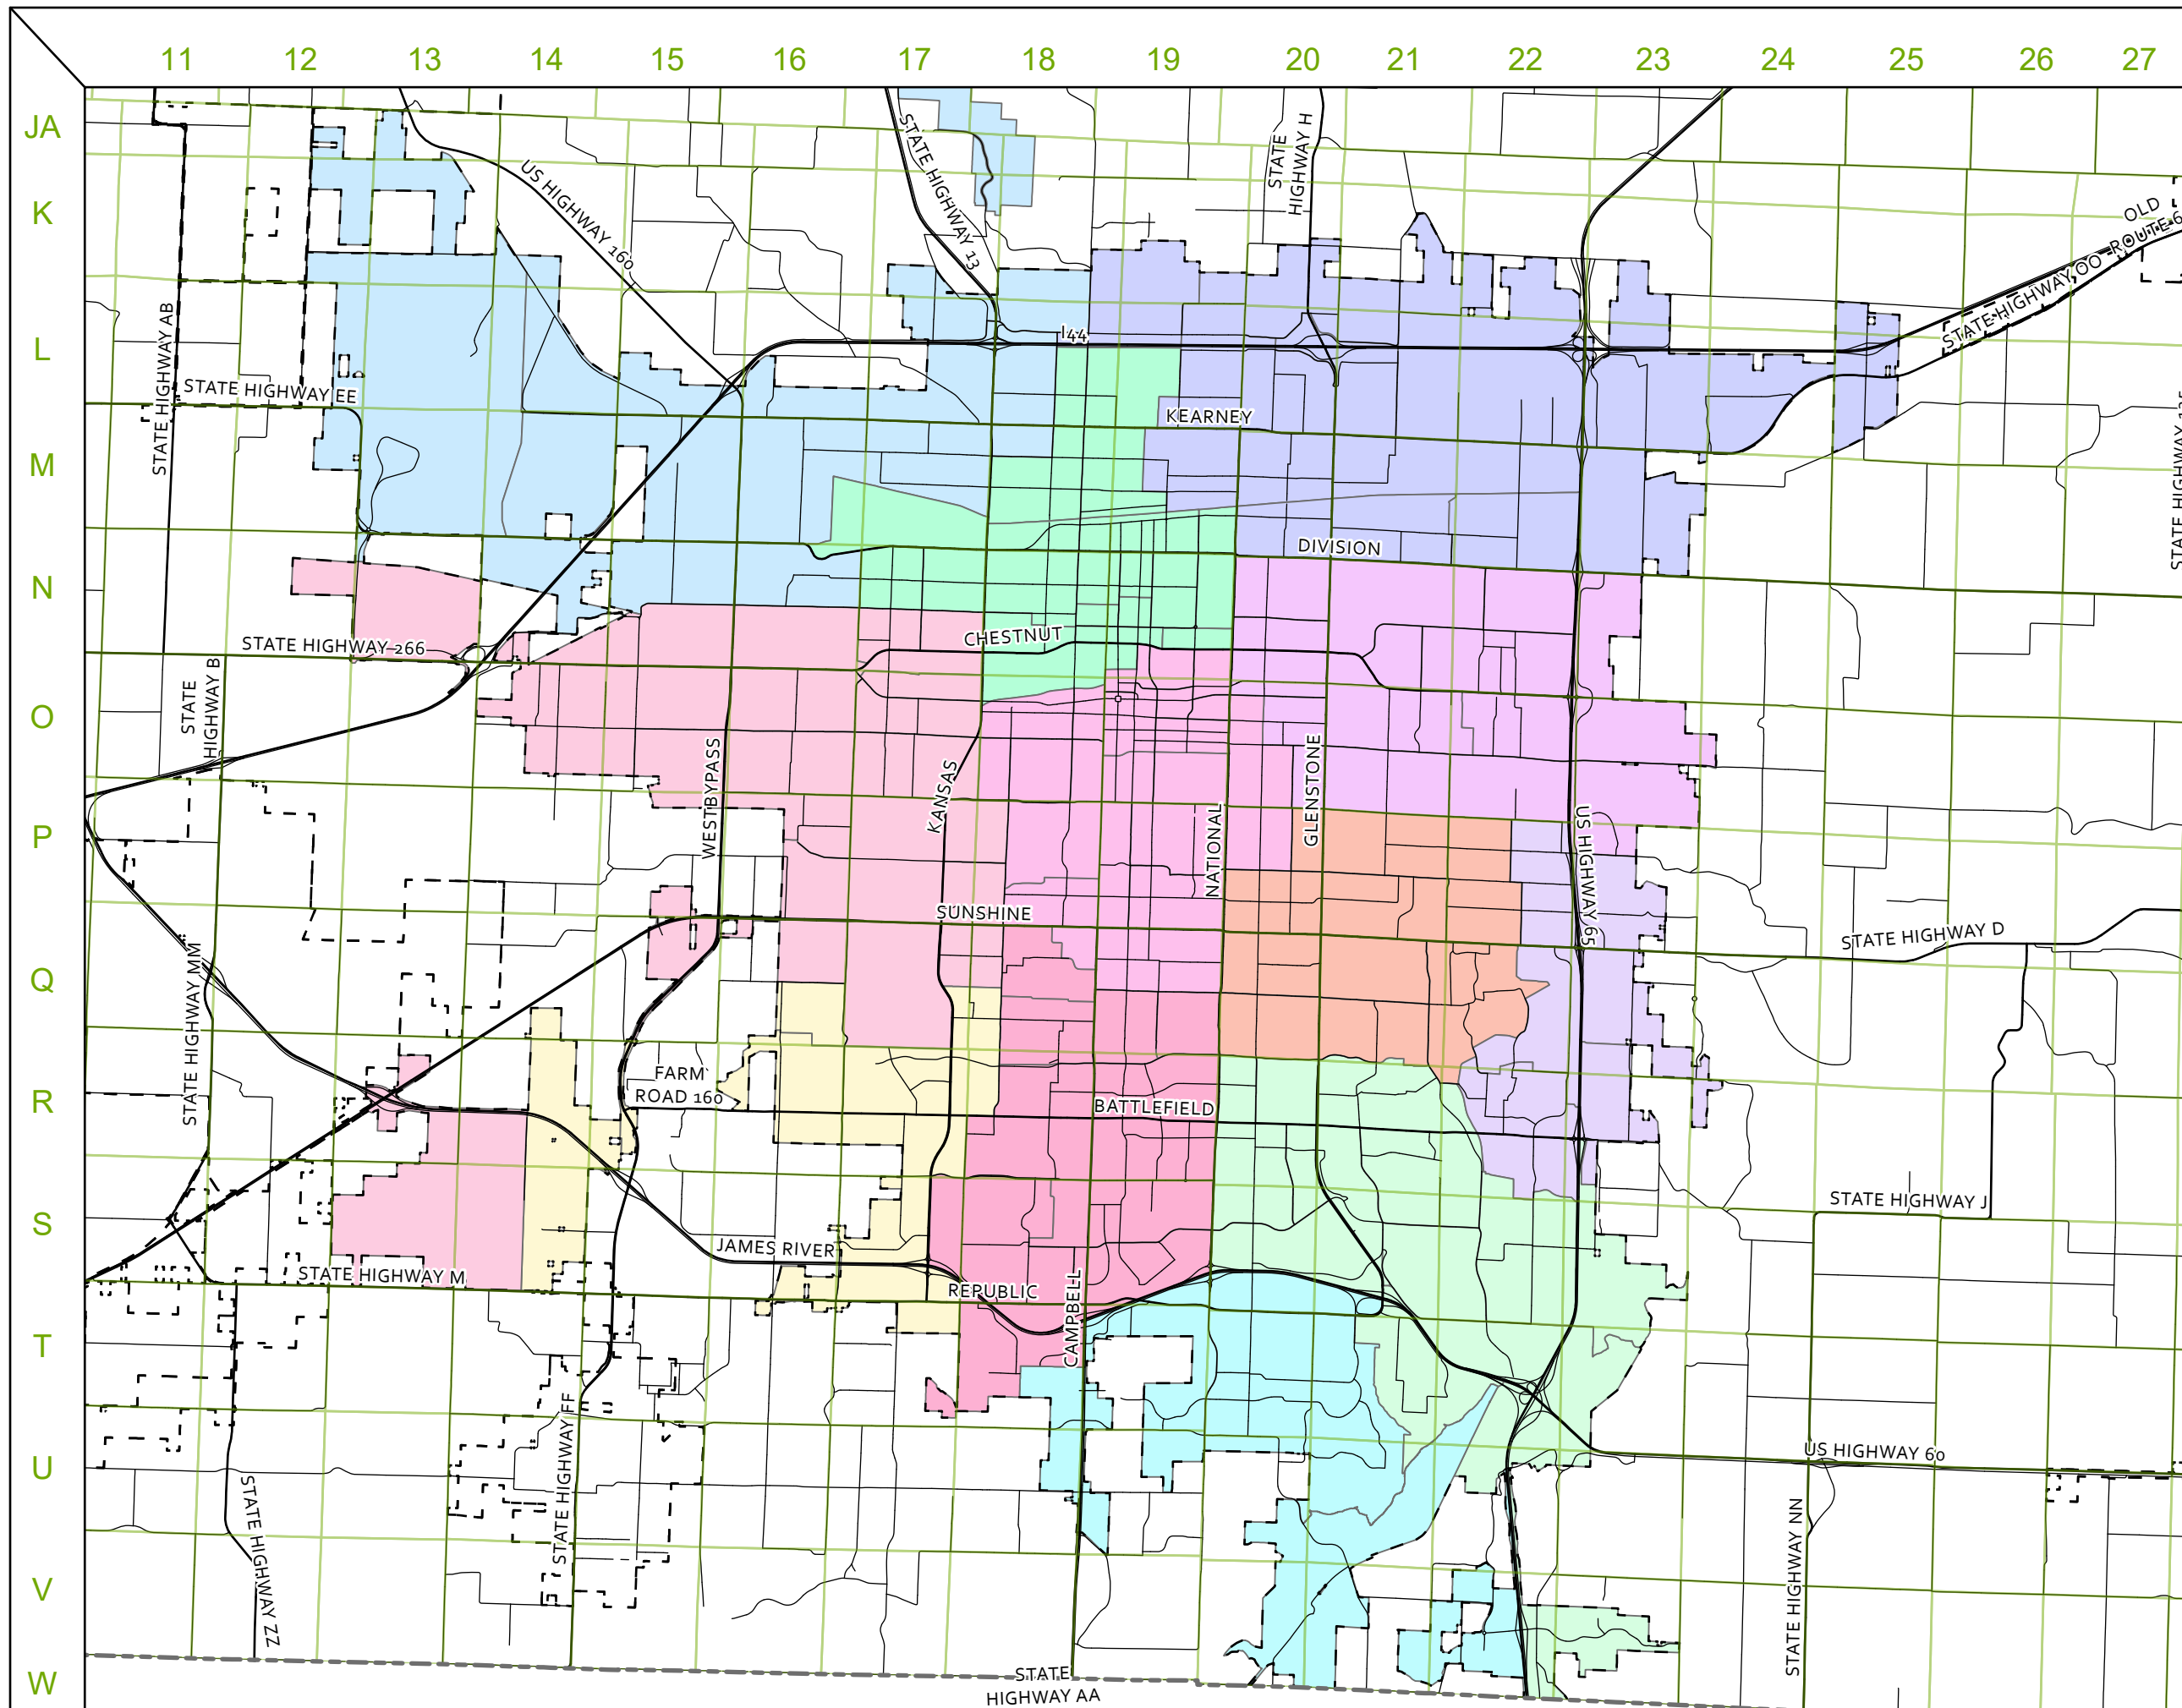 11 12 13 14 15 16 17 18 19 20 21 22 23 24 25 26 27
JA
K
L
M
N
O
P
Q
R
S
T
U
V
W
US HIGHWAY 160
STATE HIGHWAY 13
STATE
HIGHWAY H
OLD
ROUTE 6
STATE HIGHWAY OO
I44
STATE HIGHWAY AB
STATE HIGHWAY EE
KEARNEY
DIVISION
CHESTNUT
STATE HIGHWAY 266
STATE
HIGHWAY B
WEST BYPASS
KANSAS
NATIONAL
GLENSTONE
US HIGHWAY 65
SUNSHINE
STATE HIGHWAY D
STATE HIGHWAY MM
FARM
ROAD 160
BATTLEFIELD
STATE HIGHWAY J
JAMES RIVER
STATE HIGHWAY M
REPUBLIC
CAMPBELL
US HIGHWAY 60
STATE HIGHWAY FF
STATE HIGHWAY ZZ
STATE HIGHWAY NN
STATE
HIGHWAY AA
STATE HIGHWAY